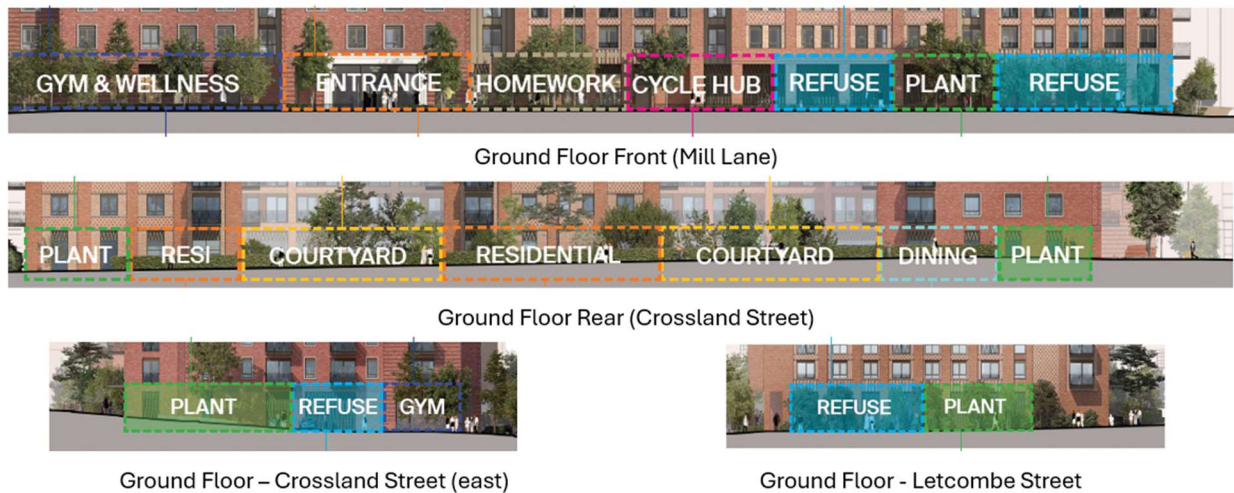 GYM & WELLNESS ENTRANCE HOMEWORK CYCLE HUB REFUSE PLANT REFUSE
Ground Floor Front (Mill Lane)
PLANT RESI COURTYARD RESIDENTIAL COURTYARD DINING PLANT
Ground Floor Rear (Crossland Street)
PLANT REFUSE GYM
REFUSE PLANT
Ground Floor – Crossland Street (east)
Ground Floor - Letcombe Street